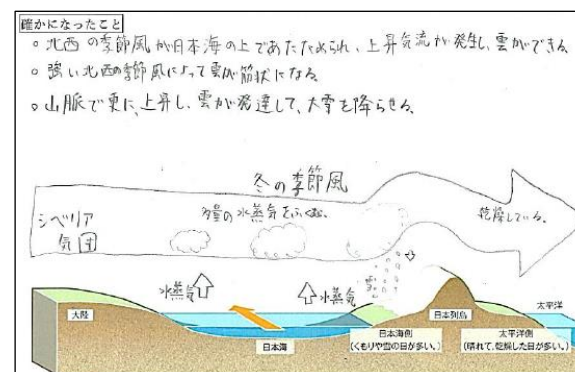 確かになったこと
○北西の季節風が日本海の上であたためられ、上昇気流が発生し、雲ができる
○強い北西の季節風によって雲が筋状になる
○山脈で更に上昇し、雲が発達して、大雪を降らせる。
冬の季節風
シベリア
気団
多量の水蒸気をふくむ。
乾燥している。
水蒸気
水蒸気
雪
大陸
日本海
日本海側
(くもりや雪の日が多い。)
日本列島
太平洋側
(晴れて、乾燥した日が多い。)
太平洋